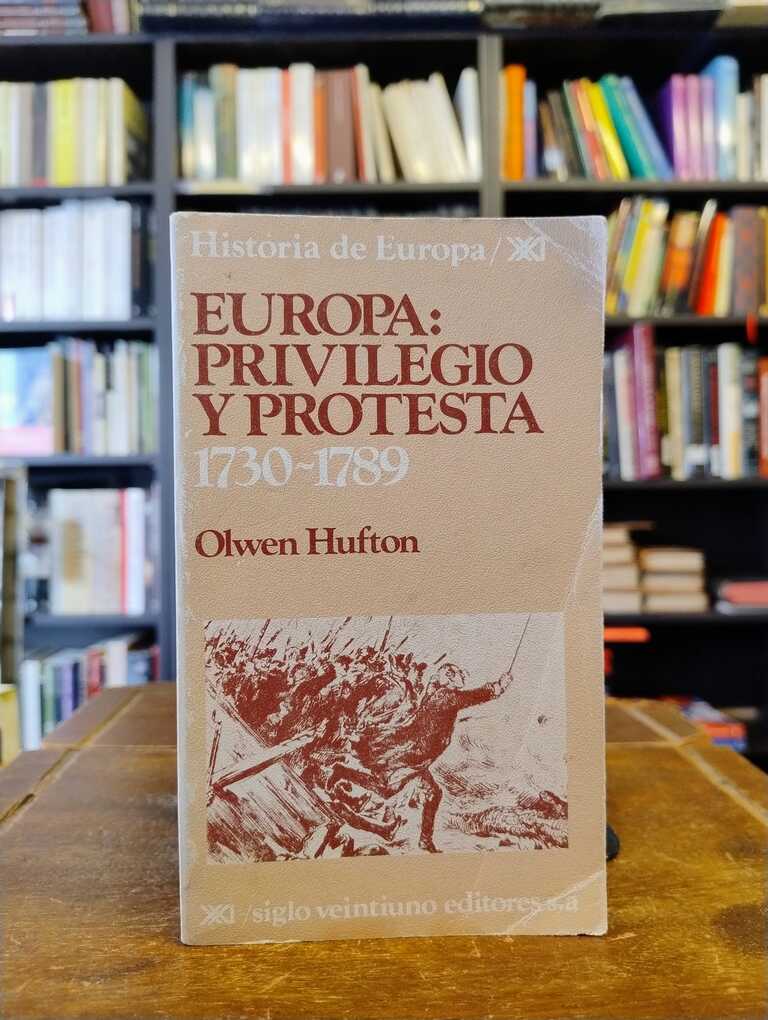 Historia de Europa/XXI
EUROPA:
PRIVILEGIO
Y PROTESTA
1730~1789
Olwen Hufton
XXI/siglo veintiuno editores s.a